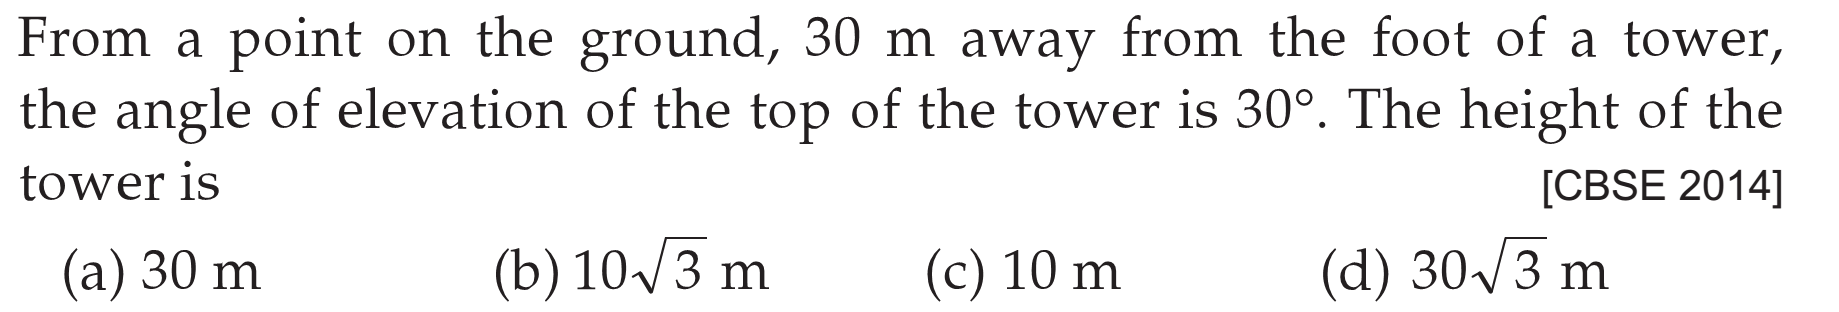 From a point on the ground, 30 m away from the foot of a tower,
the angle of elevation of the top of the tower is 30°. The height of the
tower is [CBSE 2014]
(a) 30 m (b) 10√3 m (c) 10 m (d) 30√3 m